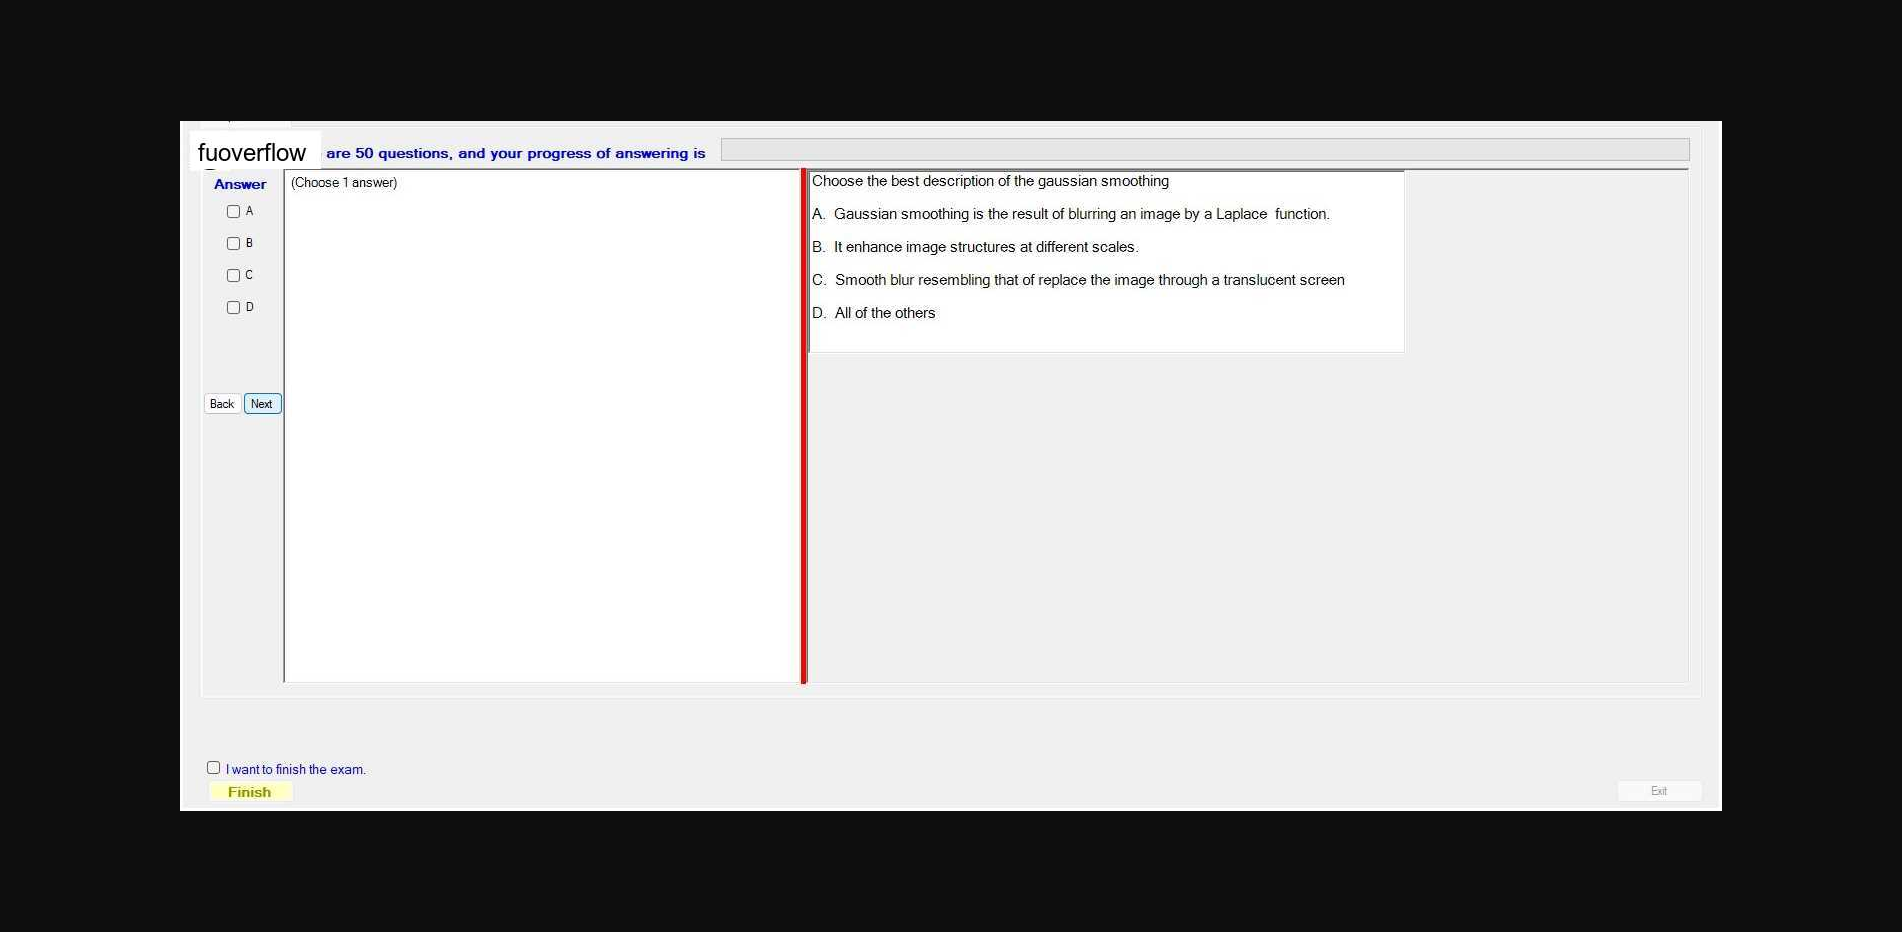 fuoverflow are 50 questions, and your progress of answering is
Answer
(Choose 1 answer)
A
B
C
D
Back Next
Choose the best description of the gaussian smoothing
A. Gaussian smoothing is the result of blurring an image by a Laplace function.
B. It enhance image structures at different scales.
C. Smooth blur resembling that of replace the image through a translucent screen
D. All of the others
I want to finish the exam.
Finish
Exit